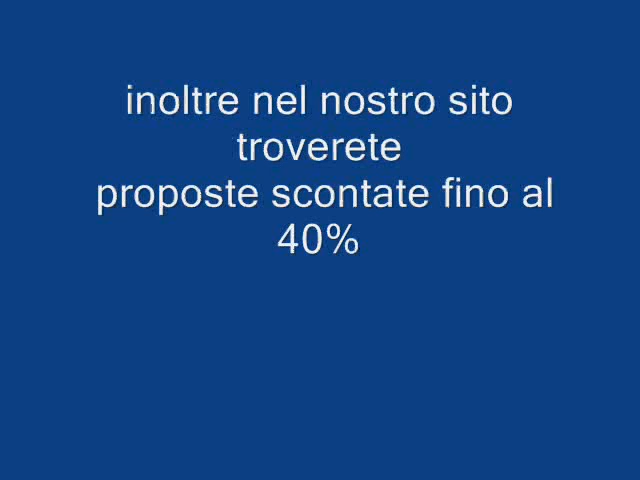 inoltre nel nostro sito
troverete
proposte scontate fino al
40%